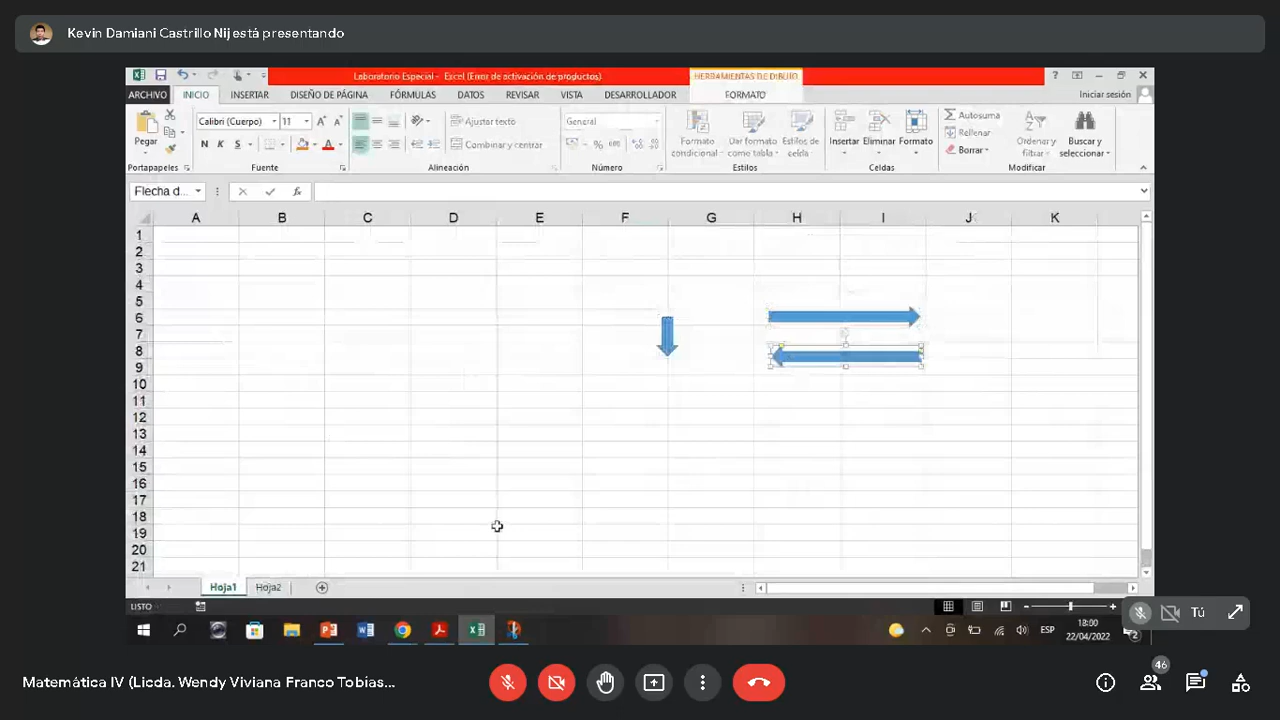 Kevin Damiani Castrillo Nij está presentando
Laboratorio Especial - Excel (Error de activación de productos)
HERRAMIENTAS DE DIBUJO
ARCHIVO INICIO INSERTAR DISEÑO DE PÁGINA FÓRMULAS DATOS REVISAR VISTA DESARROLLADOR FORMATO Iniciar sesión
Pegar
Calibri (Cuerpo) 11
N K S
Ajustar texto
Combinar y centrar
General
Formato condicional
Dar formato como tabla
Estilos de celda
Insertar Eliminar Formato
Autosuma
Rellenar
Borrar
Ordenar y filtrar
Buscar y seleccionar
Portapapeles Fuente Alineación Número Estilos Celdas Modificar
Flecha d... fx
A B C D E F G H I J K
1
2
3
4
5
6
7
8
9
10
11
12
13
14
15
16
17
18
19
20
21
Hoja1 Hoja2
LISTO
Tú
ESP
18:00
22/04/2022
2
Matemática IV (Licda. Wendy Viviana Franco Tobias...
46